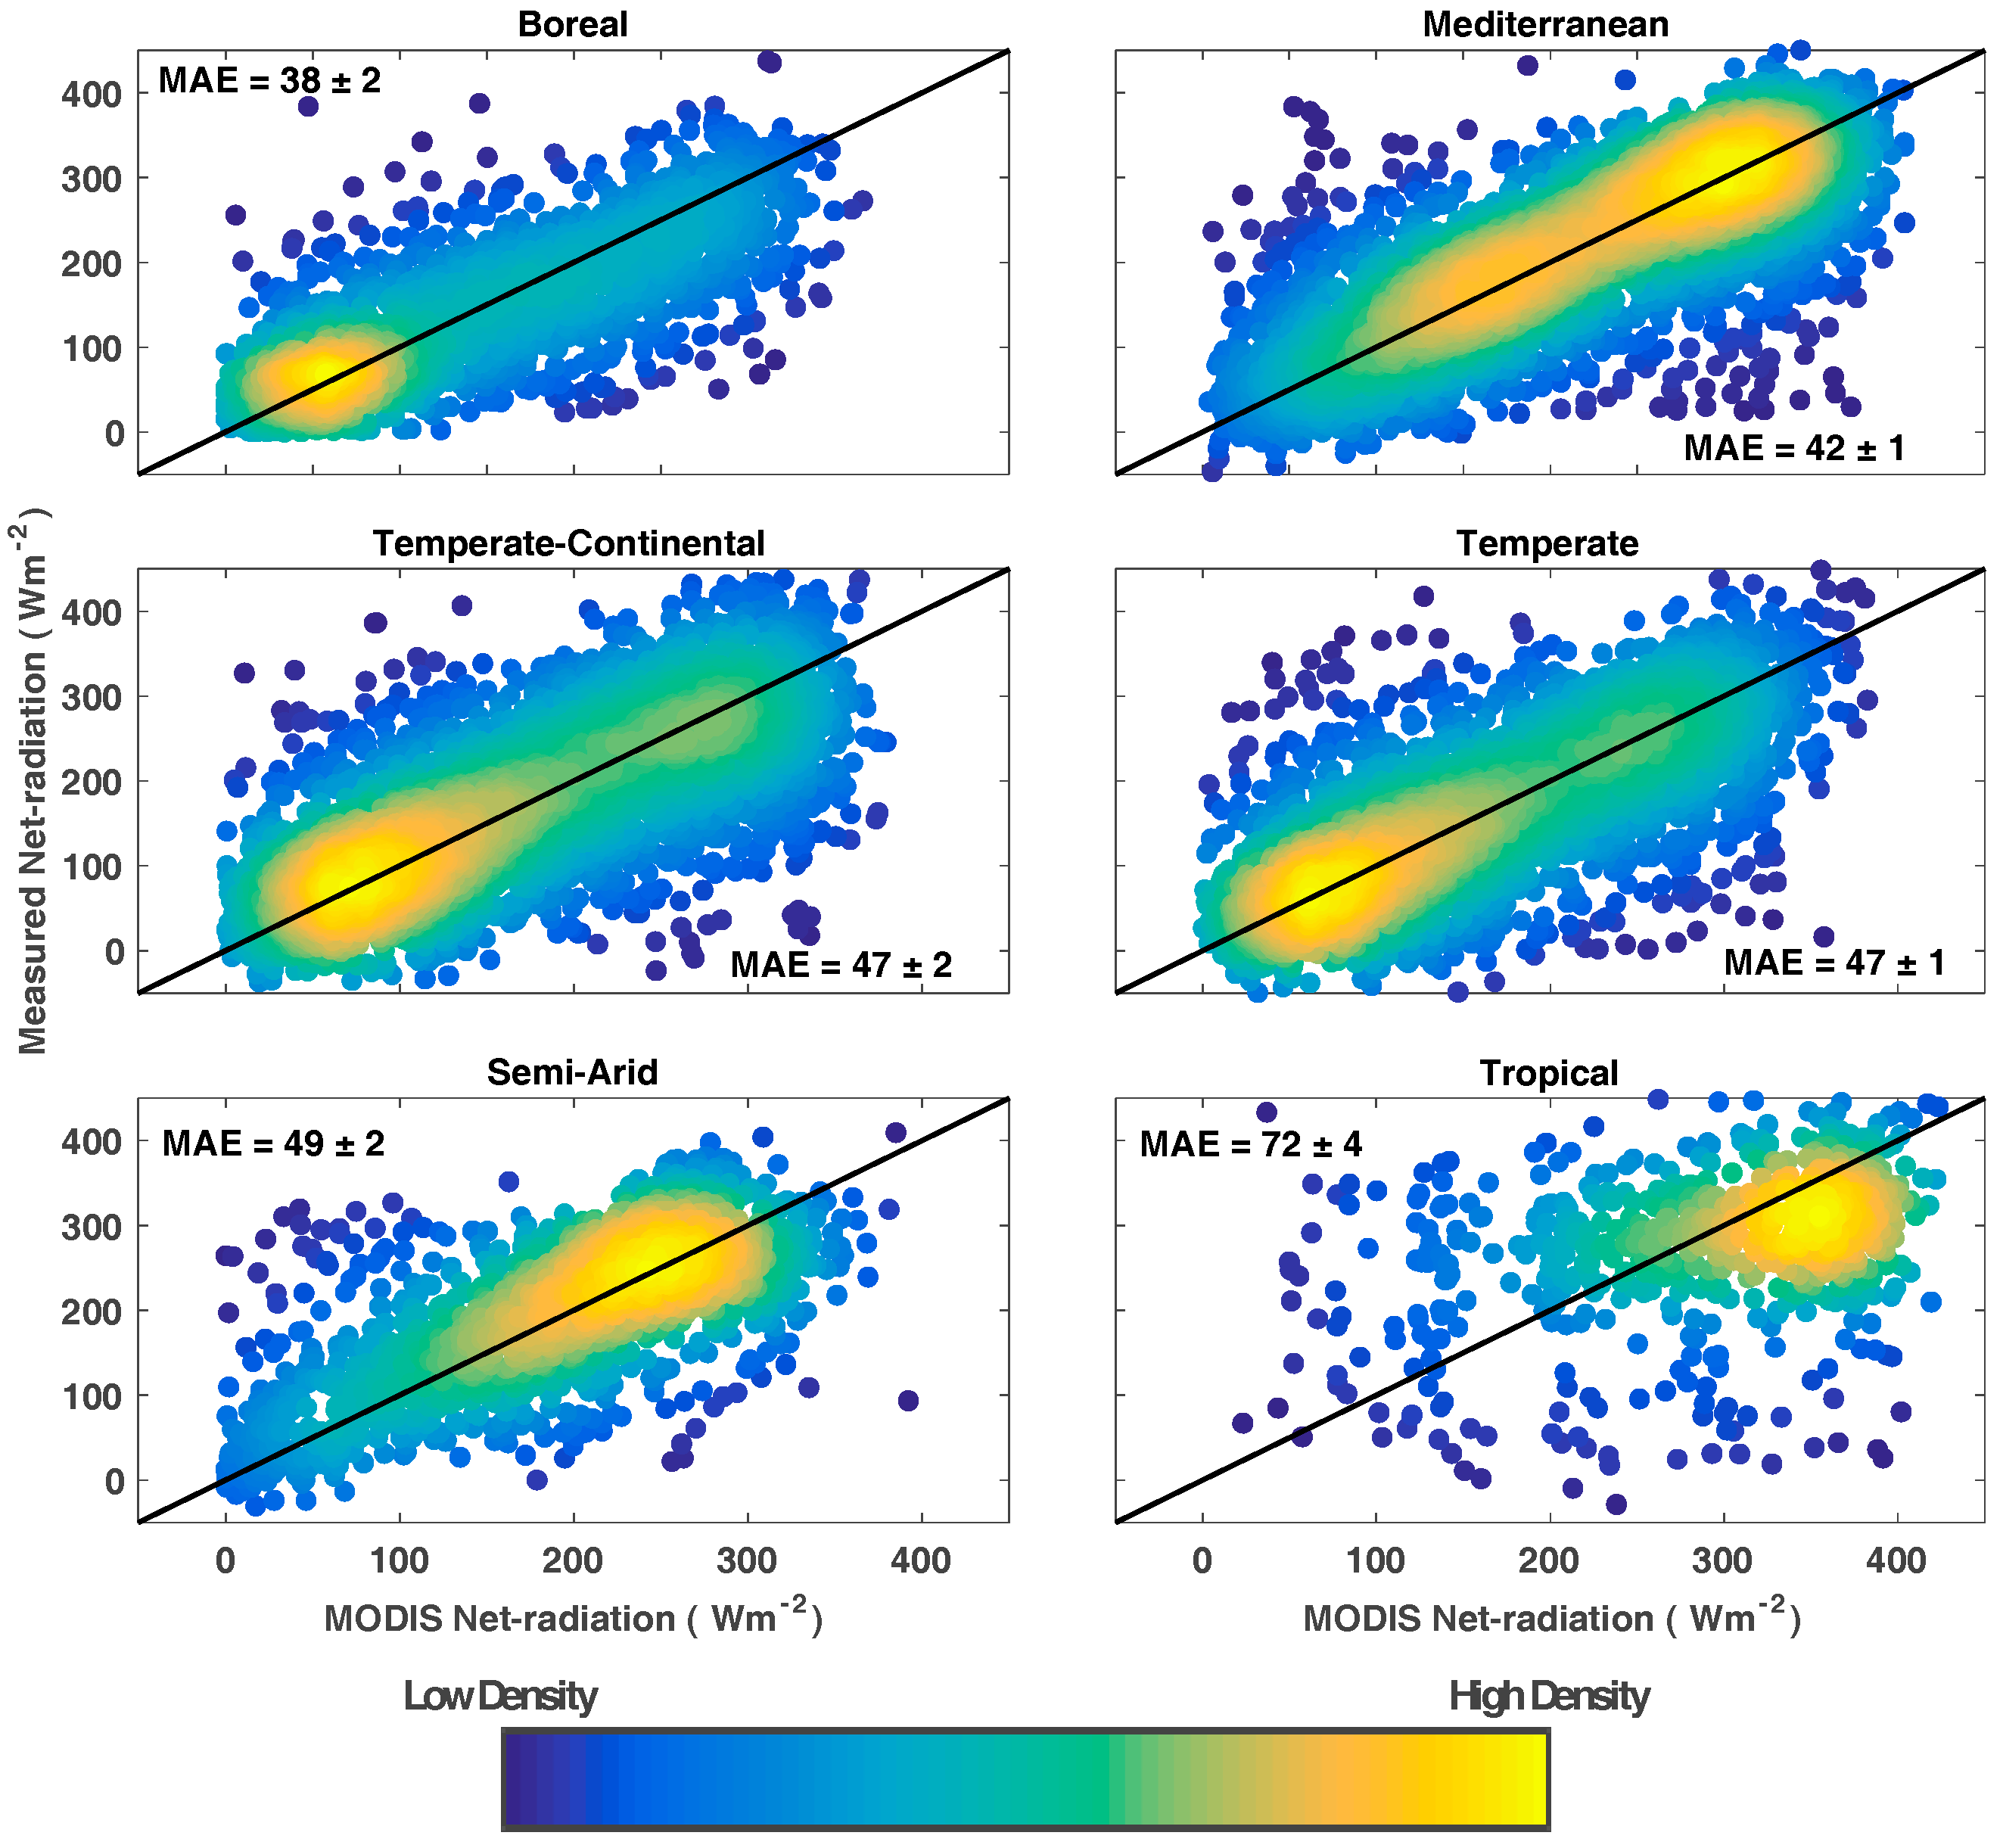 Boreal
Mediterranean
MAE = 38 ± 2
400
300
200
100
0
MAE = 42 ± 1
Measured Net-radiation ( Wm-2)
Temperate-Continental
Temperate
400
300
200
100
0
MAE = 47 ± 2
MAE = 47 ± 1
Semi-Arid
Tropical
MAE = 49 ± 2
MAE = 72 ± 4
400
300
200
100
0
0 100 200 300 400
0 100 200 300 400
MODIS Net-radiation ( Wm-2)
MODIS Net-radiation ( Wm-2)
Low Density
High Density